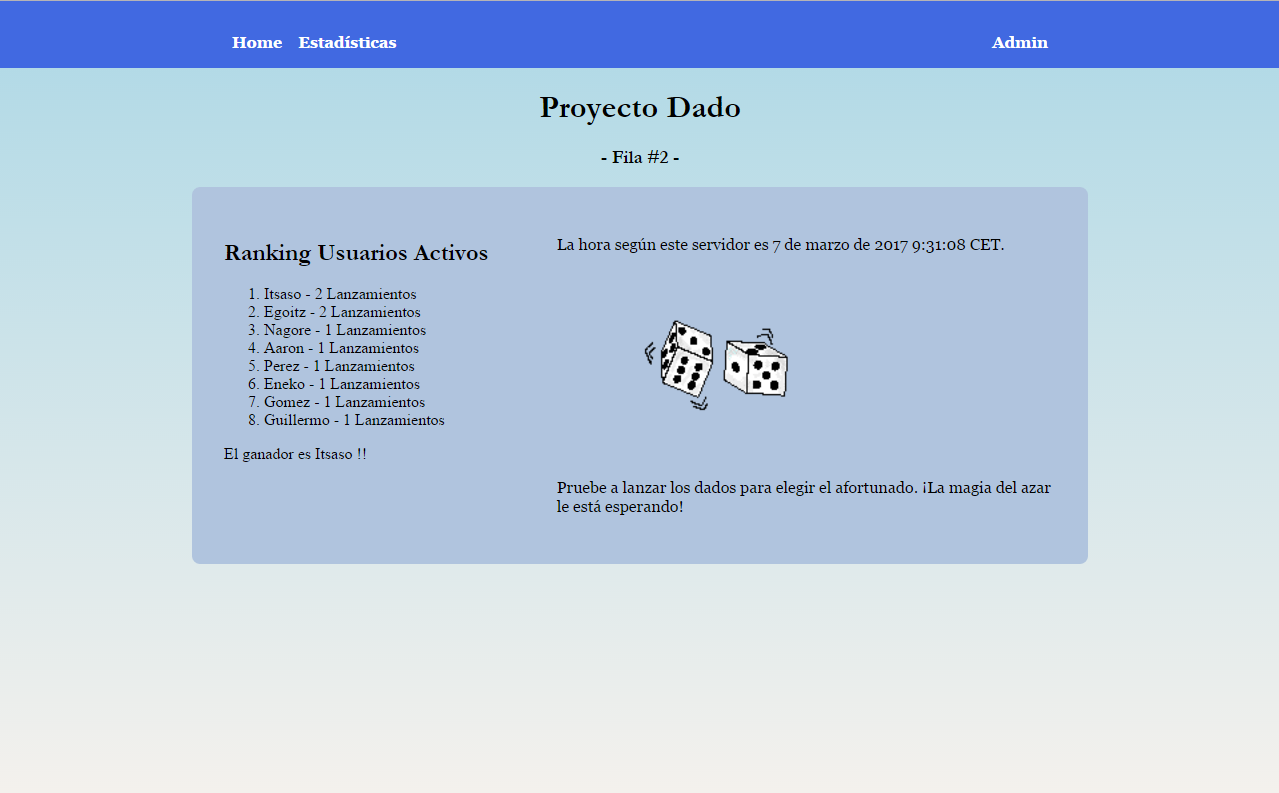 Home Estadísticas Admin
Proyecto Dado
- Fila #2 -
Ranking Usuarios Activos
1. Itsaso - 2 Lanzamientos
2. Egoitz - 2 Lanzamientos
3. Nagore - 1 Lanzamientos
4. Aaron - 1 Lanzamientos
5. Perez - 1 Lanzamientos
6. Eneko - 1 Lanzamientos
7. Gomez - 1 Lanzamientos
8. Guillermo - 1 Lanzamientos
El ganador es Itsaso !!
La hora según este servidor es 7 de marzo de 2017 9:31:08 CET.
Pruebe a lanzar los dados para elegir el afortunado. ¡La magia del azar
le está esperando!